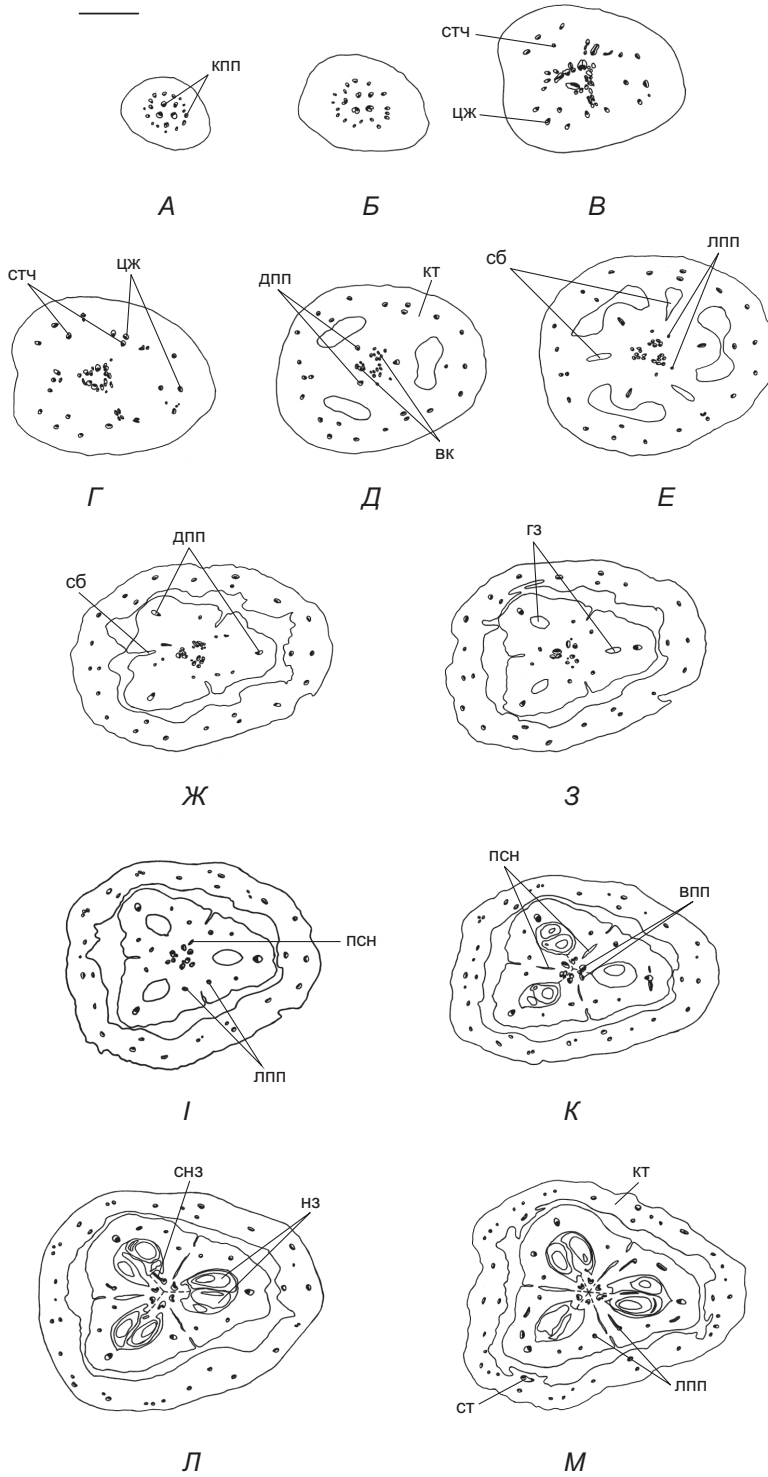 кпп
стч
цж
А
Б
В
стч
цж
дпп
кт
сб
лпп
вк
Г
Д
Е
дпп
сб
гз
Ж
З
псн
лпп
псн
впп
І
К
снз
нз
кт
лпп
ст
Л
М